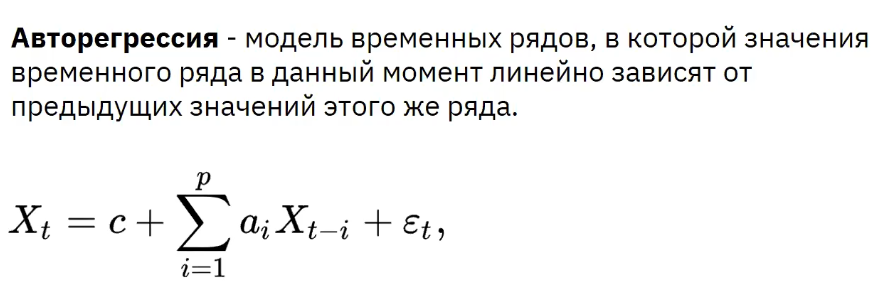 Авторегрессия - модель временных рядов, в которой значения
временного ряда в данный момент линейно зависят от
предыдущих значений этого же ряда.
X_t = c + \sum_{i=1}^{p} a_i X_{t-i} + ε_t,